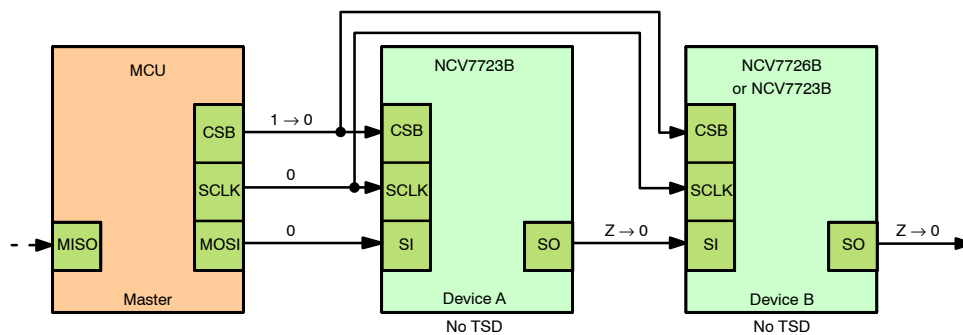 MCU
NCV7723B
NCV7726B
or NCV7723B
CSB
1 → 0
CSB
CSB
SCLK
0
SCLK
SCLK
MISO
MOSI
0
SI
SO
Z → 0
SI
SO
Z → 0
Master
Device A
Device B
No TSD
No TSD